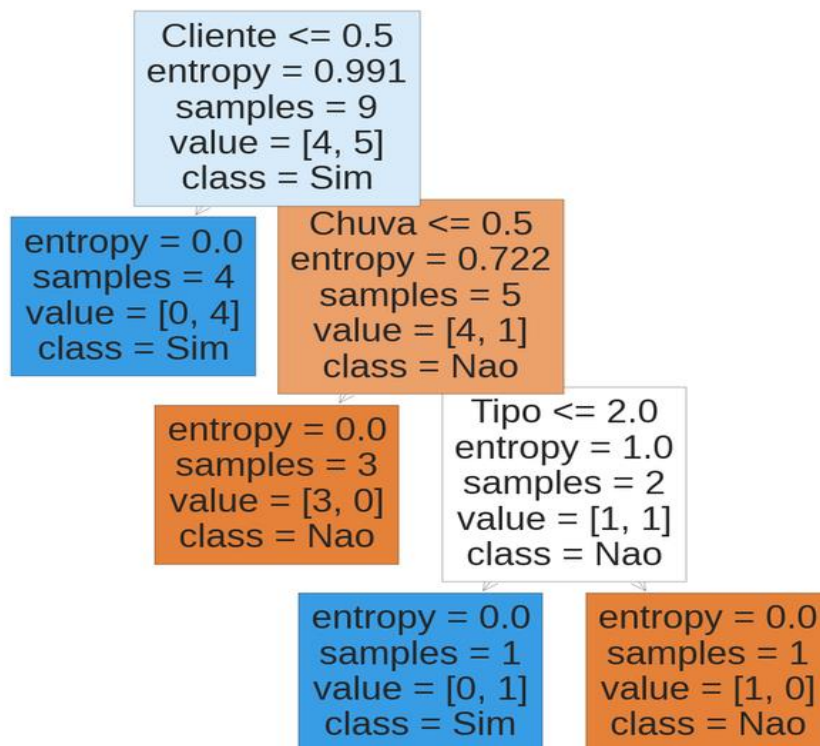 Cliente <= 0.5
entropy = 0.991
samples = 9
value = [4, 5]
class = Sim
entropy = 0.0
samples = 4
value = [0, 4]
class = Sim
Chuva <= 0.5
entropy = 0.722
samples = 5
value = [4, 1]
class = Nao
entropy = 0.0
samples = 3
value = [3, 0]
class = Nao
Tipo <= 2.0
entropy = 1.0
samples = 2
value = [1, 1]
class = Nao
entropy = 0.0
samples = 1
value = [0, 1]
class = Sim
entropy = 0.0
samples = 1
value = [1, 0]
class = Nao